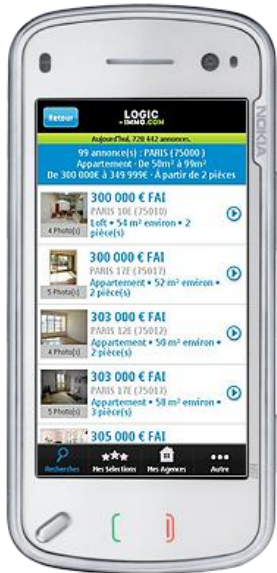 NOKIA
Retour
LOGIC
-IMMO.COM
Aujourd'hui, 728 442 annonces.
99 annonce(s) : PARIS (75000 )
Appartement - De 50m² à 99m²
De 300 000€ à 349 999€ - À partir de 2 pièces
300 000 € FAI
PARIS 10E (75010)
Loft • 54 m² environ • 2
pièce(s)
4 Photo(s)
300 000 € FAI
PARIS 17E (75017)
Appartement • 52 m² environ •
2 pièce(s)
5 Photo(s)
303 000 € FAI
PARIS 12E (75012)
Appartement • 50 m² environ •
2 pièce(s)
4 Photo(s)
303 000 € FAI
PARIS 17E (75017)
Appartement • 58 m² environ •
3 pièce(s)
5 Photo(s)
305 000 € FAI
Recherches
Mes Sélections
Mes Agences
Autre